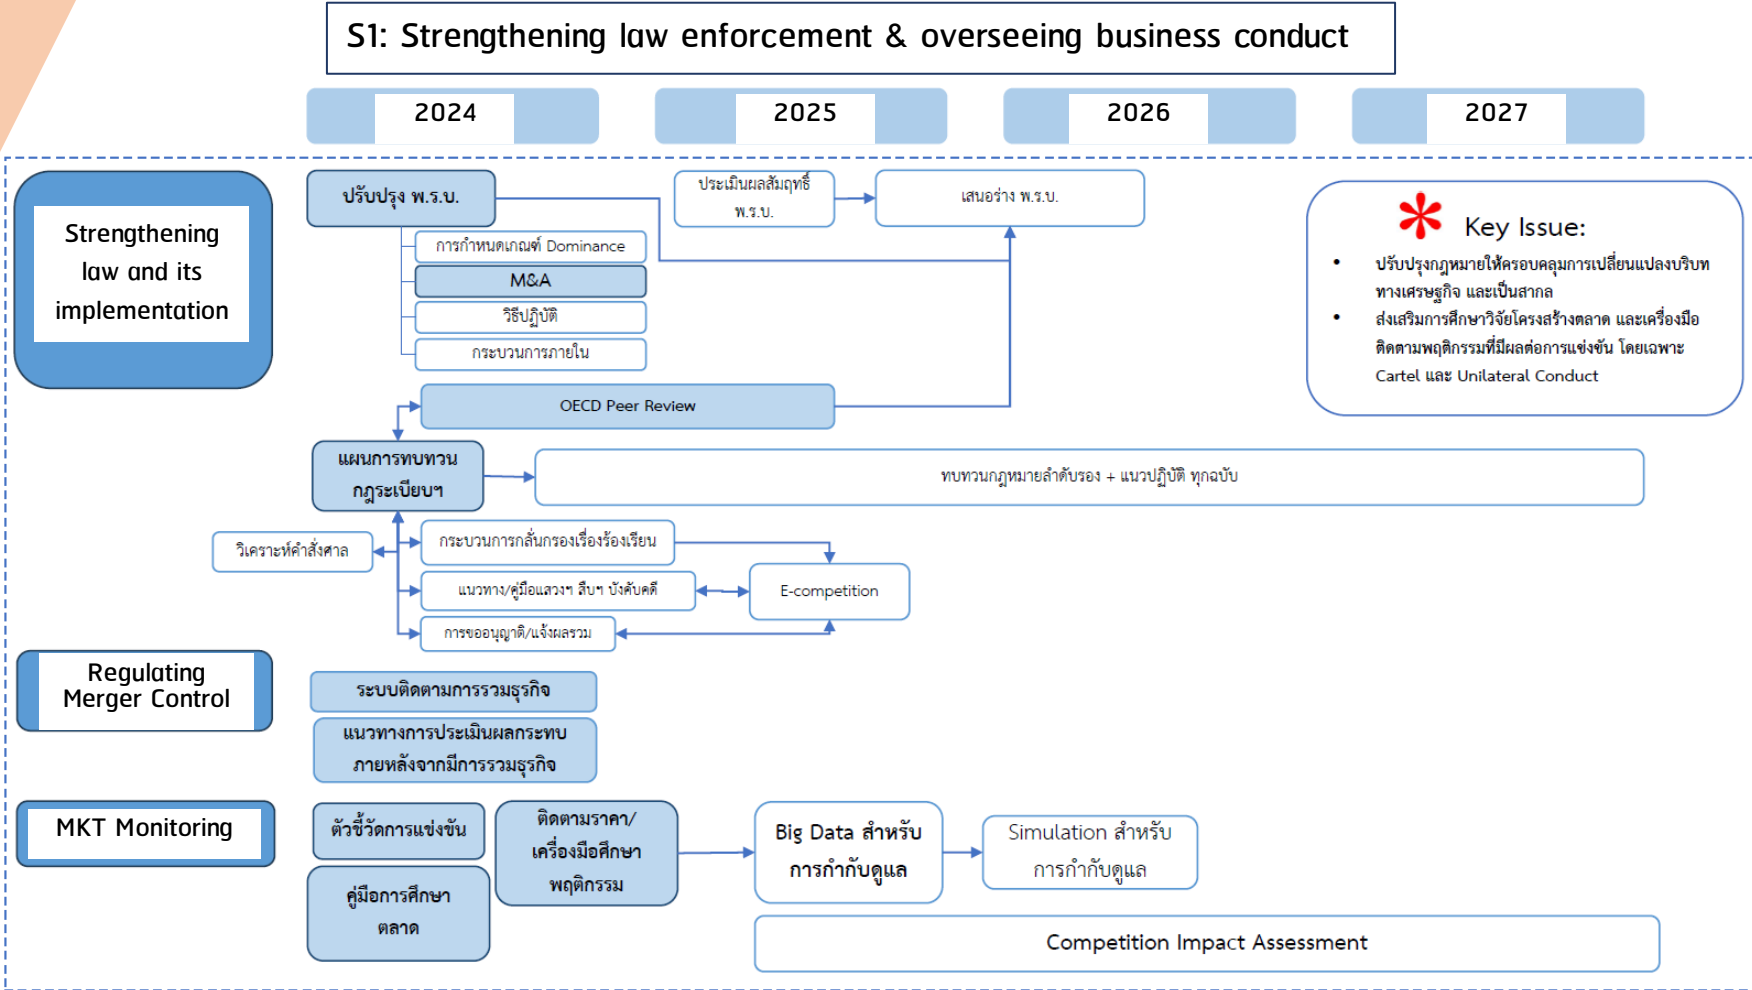 S1: Strengthening law enforcement & overseeing business conduct
2024
2025
2026
2027
Strengthening
law and its
implementation
ปรับปรุง พ.ร.บ.
การกำหนดเกณฑ์ Dominance
M&A
วิธีปฏิบัติ
กระบวนการภายใน
ประเมินผลสัมฤทธิ์
พ.ร.บ.
เสนอร่าง พ.ร.บ.
Key Issue:
• ปรับปรุงกฎหมายให้ครอบคลุมการเปลี่ยนแปลงบริบท
ทางเศรษฐกิจ และเป็นสากล
• ส่งเสริมการศึกษาวิจัยโครงสร้างตลาด และเครื่องมือ
ติดตามพฤติกรรมที่มีผลต่อการแข่งขัน โดยเฉพาะ
Cartel และ Unilateral Conduct
OECD Peer Review
แผนการทบทวน
กฎระเบียบฯ
ทบทวนกฎหมายลำดับรอง + แนวปฏิบัติ ทุกฉบับ
วิเคราะห์คำสั่งศาล
กระบวนการกลั่นกรองเรื่องร้องเรียน
แนวทาง/คู่มือแสวงฯ สืบฯ บังคับคดี
การขออนุญาติ/แจ้งผลรวม
E-competition
Regulating
Merger Control
ระบบติดตามการรวมธุรกิจ
แนวทางการประเมินผลกระทบ
ภายหลังจากมีการรวมธุรกิจ
MKT Monitoring
ตัวชี้วัดการแข่งขัน
คู่มือการศึกษา
ตลาด
ติดตามราคา/
เครื่องมือศึกษา
พฤติกรรม
Big Data สำหรับ
การกำกับดูแล
Simulation สำหรับ
การกำกับดูแล
Competition Impact Assessment